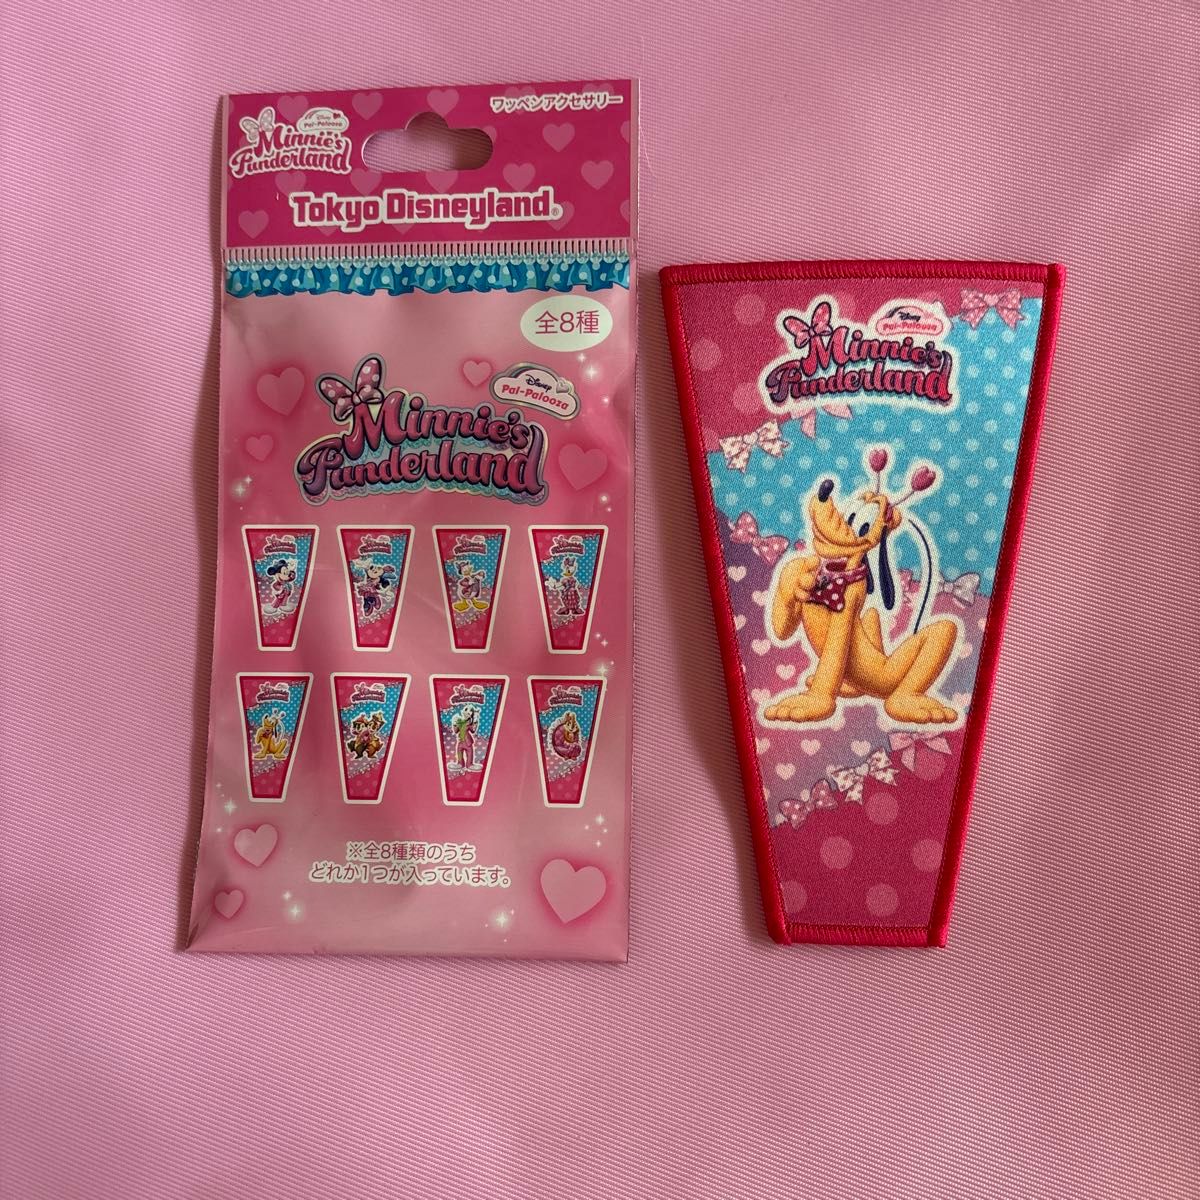 ワッペンアクセサリー
Disney
Pal-Palooza
Minnie's
Funderland
Tokyo Disneyland®
全8種
Disney
Pal-Palooza
Minnie's
Funderland
※全8種類のうち
どれか1つが入っています。
Disney
Pal-Palooza
Minnie's
Funderland